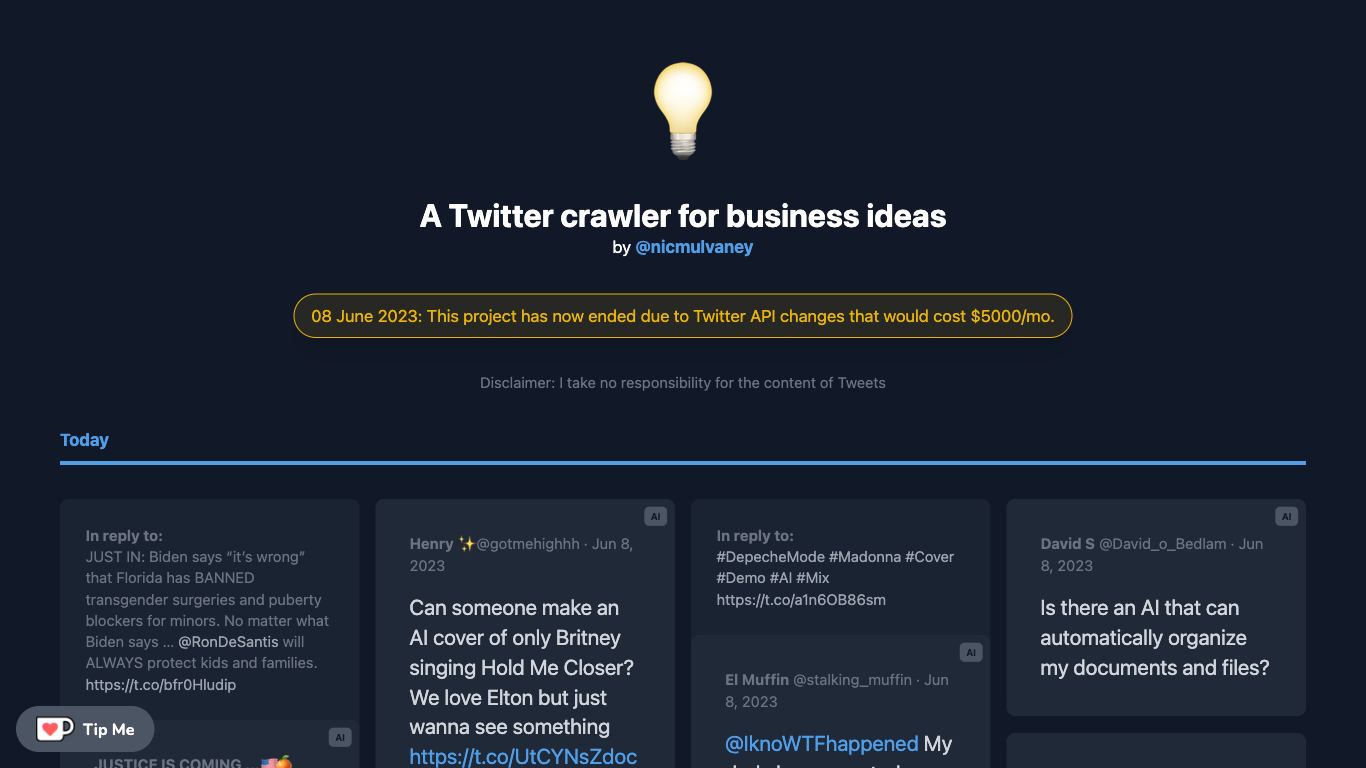 A Twitter crawler for business ideas
by @nicmulvaney
08 June 2023: This project has now ended due to Twitter API changes that would cost $5000/mo.
Disclaimer: I take no responsibility for the content of Tweets
Today
In reply to:
JUST IN: Biden says “it’s wrong”
that Florida has BANNED
transgender surgeries and puberty
blockers for minors. No matter what
Biden says ... @RonDeSantis will
ALWAYS protect kids and families.
https://t.co/bfr0Hludip
AI
JUSTICE IS COMING ...
AI
Henry ✨@gotmehighhh · Jun 8,
2023
Can someone make an
AI cover of only Britney
singing Hold Me Closer?
We love Elton but just
wanna see something
https://t.co/UtCYNsZdoc
In reply to:
#DepecheMode #Madonna #Cover
#Demo #AI #Mix
https://t.co/a1n6OB86sm
AI
El Muffin @stalking_muffin · Jun
8, 2023
@IknoWTFhappened My
AI
David S @David_o_Bedlam · Jun
8, 2023
Is there an AI that can
automatically organize
my documents and files?
Tip Me